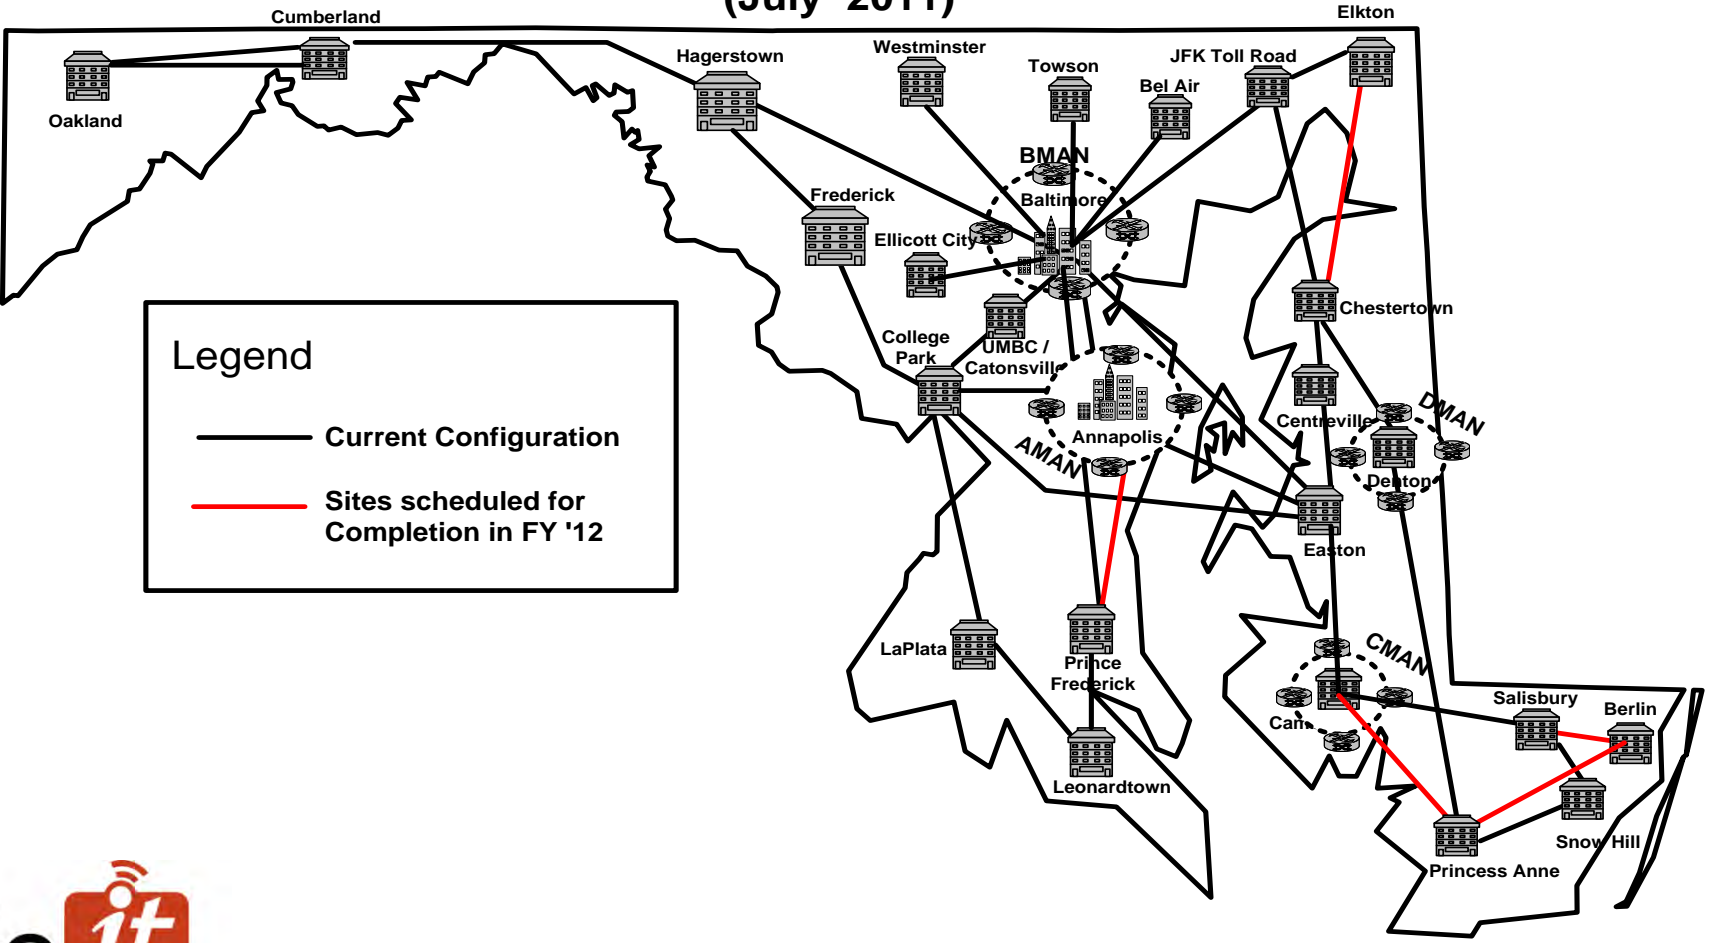 (July 2011)
Cumberland
Elkton
Hagerstown
Westminster
Towson
JFK Toll Road
Bel Air
Oakland
BMAN
Baltimore
Frederick
Ellicott City
Chestertown
College
Park
UMBC /
Catonsville
Legend
Current Configuration
Sites scheduled for
Completion in FY '12
Centreville
DMAN
Annapolis
AMAN
Denton
Easton
LaPlata
Prince
Frederick
CMAN
Salisbury
Berlin
Leonardtown
Snow Hill
Princess Anne
it